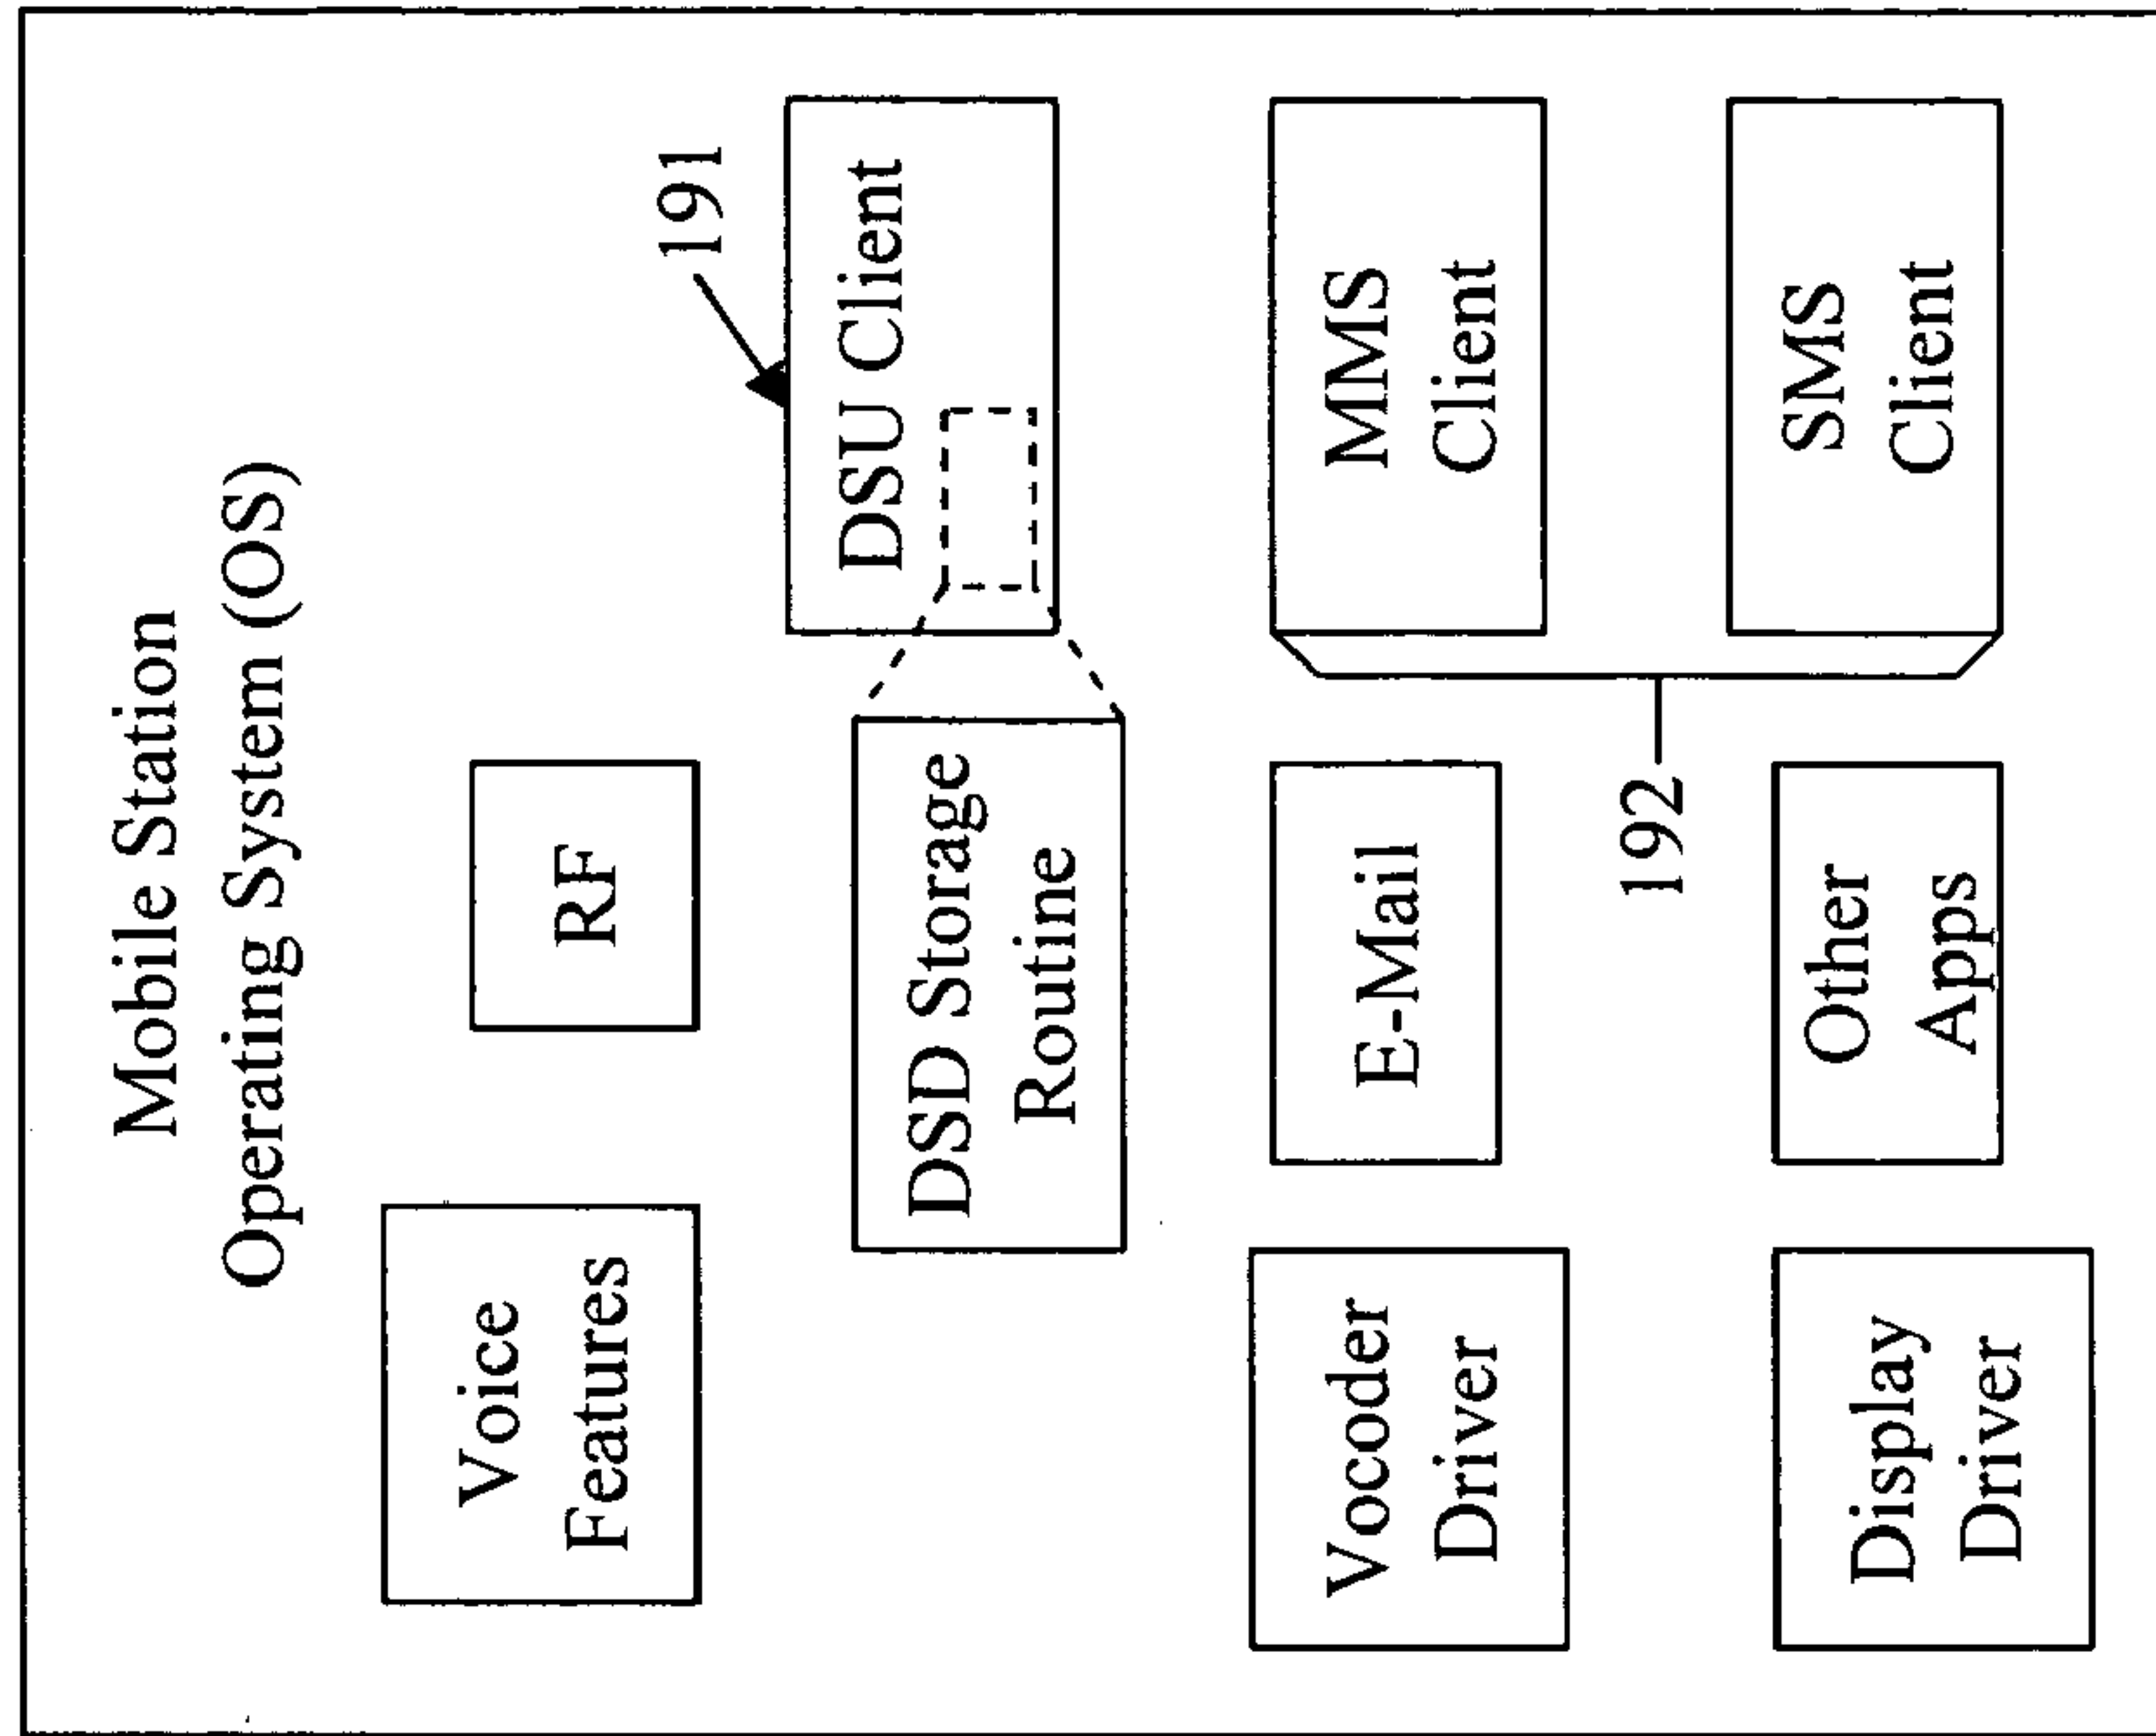 Mobile Station
Operating System (OS)
Voice
Features
RF
191
DSU Client
DSD Storage
Routine
Vocoder
Driver
E-Mail
MMS
Client
192
Display
Driver
Other
Apps
SMS
Client